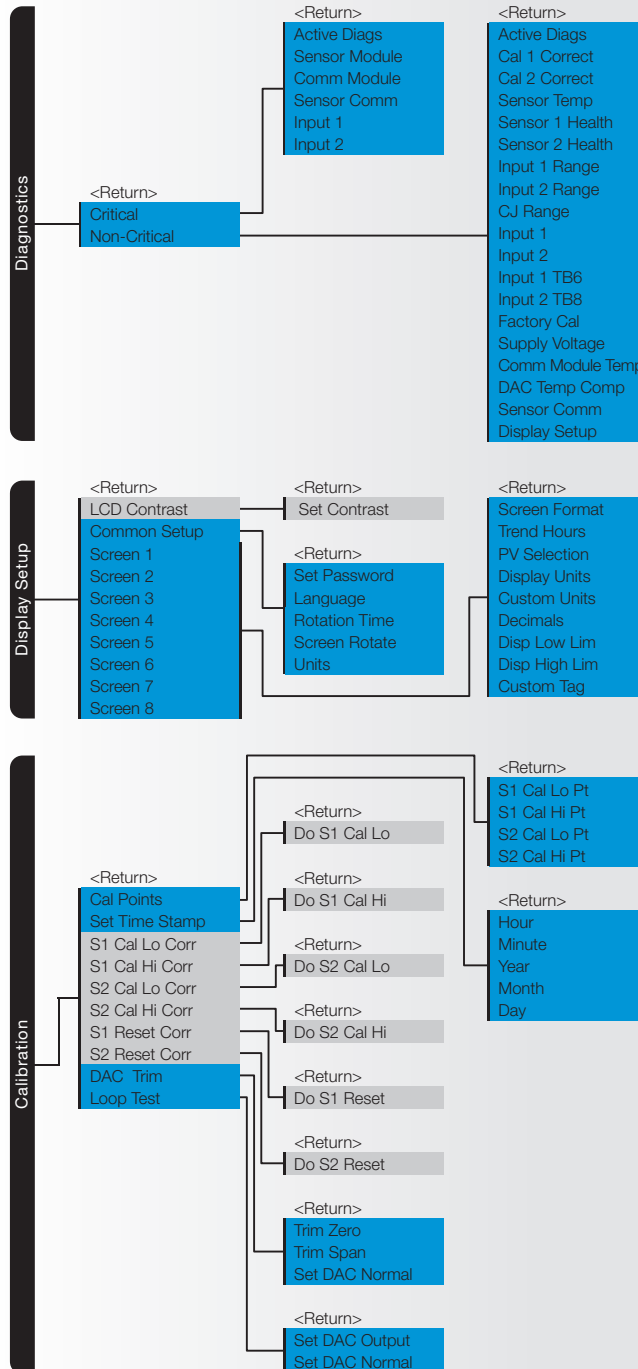 Diagnostics
<Return>
Critical
Non-Critical
<Return>
Active Diags
Sensor Module
Comm Module
Sensor Comm
Input 1
Input 2
<Return>
Active Diags
Cal 1 Correct
Cal 2 Correct
Sensor Temp
Sensor 1 Health
Sensor 2 Health
Input 1 Range
Input 2 Range
CJ Range
Input 1
Input 2
Input 1 TB6
Input 2 TB8
Factory Cal
Supply Voltage
Comm Module Temp
DAC Temp Comp
Sensor Comm
Display Setup
Display Setup
<Return>
LCD Contrast
Common Setup
Screen 1
Screen 2
Screen 3
Screen 4
Screen 5
Screen 6
Screen 7
Screen 8
<Return>
Set Contrast
<Return>
Set Password
Language
Rotation Time
Screen Rotate
Units
<Return>
Screen Format
Trend Hours
PV Selection
Display Units
Custom Units
Decimals
Disp Low Lim
Disp High Lim
Custom Tag
Calibration
<Return>
Cal Points
Set Time Stamp
S1 Cal Lo Corr
S1 Cal Hi Corr
S2 Cal Lo Corr
S2 Cal Hi Corr
S1 Reset Corr
S2 Reset Corr
DAC Trim
Loop Test
<Return>
Do S1 Cal Lo
<Return>
Do S1 Cal Hi
<Return>
Do S2 Cal Lo
<Return>
Do S2 Cal Hi
<Return>
Do S1 Reset
<Return>
Do S2 Reset
<Return>
Trim Zero
Trim Span
Set DAC Normal
<Return>
Set DAC Output
Set DAC Normal
<Return>
S1 Cal Lo Pt
S1 Cal Hi Pt
S2 Cal Lo Pt
S2 Cal Hi Pt
<Return>
Hour
Minute
Year
Month
Day